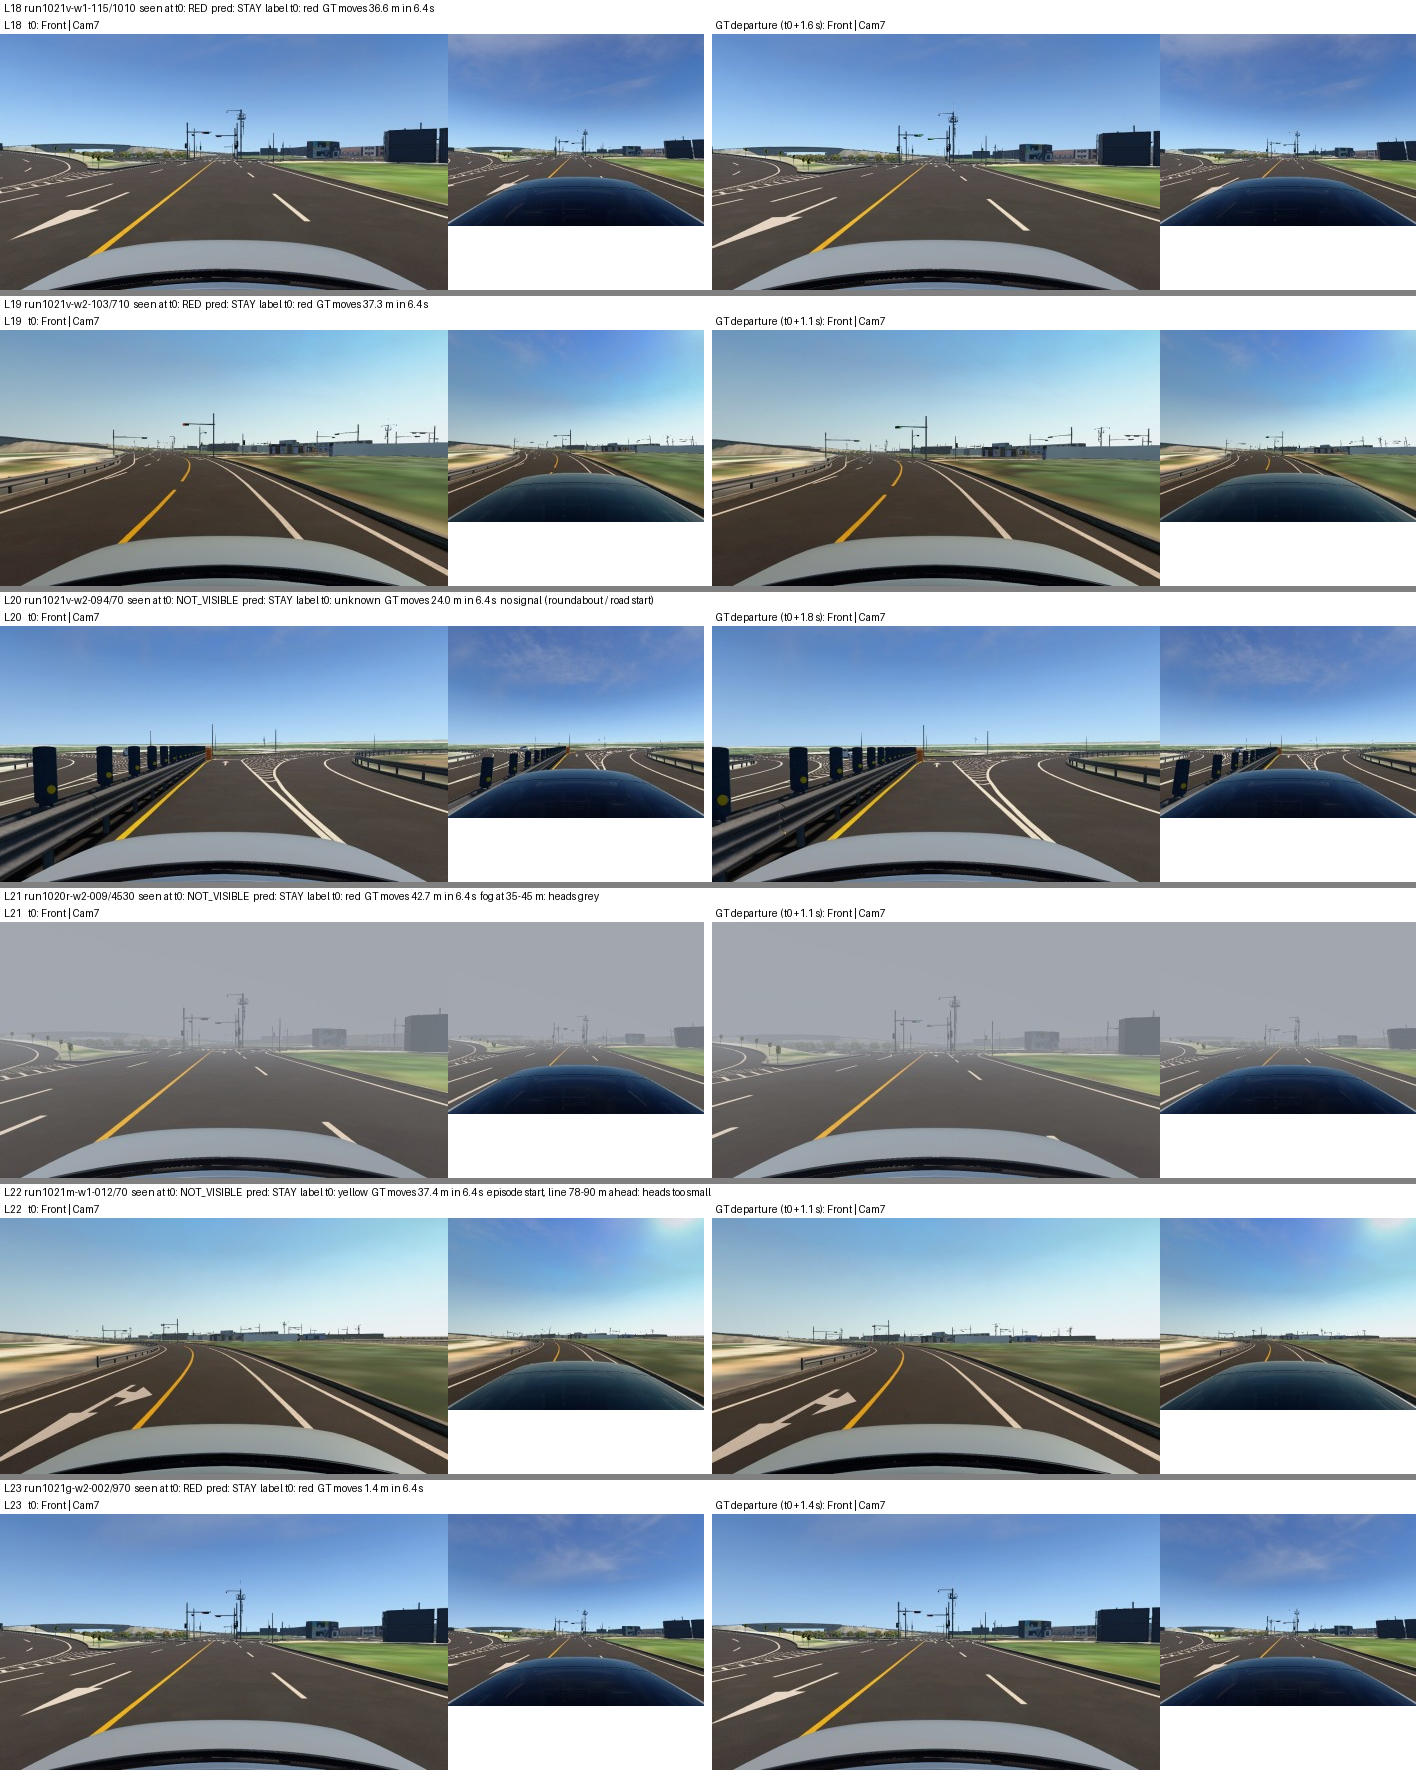 L18 run1021v-w1-115/1010 seen at t0: RED pred: STAY label t0: red GT moves 36.6 m in 6.4 s
L18 t0: Front | Cam7
GT departure (t0+1.6 s): Front | Cam7
L19 run1021v-w2-103/710 seen at t0: RED pred: STAY label t0: red GT moves 37.3 m in 6.4 s
L19 t0: Front | Cam7
GT departure (t0+1.1 s): Front | Cam7
L20 run1021v-w2-094/70 seen at t0: NOT_VISIBLE pred: STAY label t0: unknown GT moves 24.0 m in 6.4 s no signal (roundabout / road start)
L20 t0: Front | Cam7
GT departure (t0+1.8 s): Front | Cam7
L21 run1020r-w2-009/4530 seen at t0: NOT_VISIBLE pred: STAY label t0: red GT moves 42.7 m in 6.4 s fog at 35-45 m: heads grey
L21 t0: Front | Cam7
GT departure (t0+1.1 s): Front | Cam7
L22 run1021m-w1-012/70 seen at t0: NOT_VISIBLE pred: STAY label t0: yellow GT moves 37.4 m in 6.4 s episode start, line 78-90 m ahead: heads too small
L22 t0: Front | Cam7
GT departure (t0+1.1 s): Front | Cam7
L23 run1021g-w2-002/970 seen at t0: RED pred: STAY label t0: red GT moves 1.4 m in 6.4 s
L23 t0: Front | Cam7
GT departure (t0+1.4 s): Front | Cam7